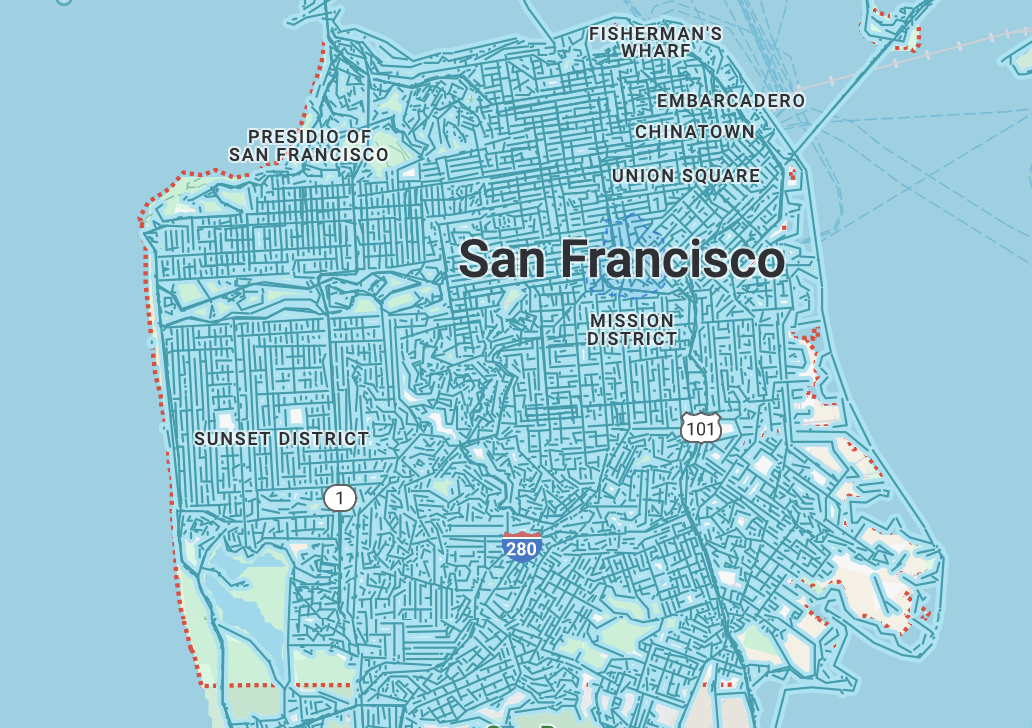 FISHERMAN'S
WHARF
EMBARCADERO
CHINATOWN
PRESIDIO OF
SAN FRANCISCO
UNION SQUARE
San Francisco
MISSION
DISTRICT
101
SUNSET DISTRICT
1
280